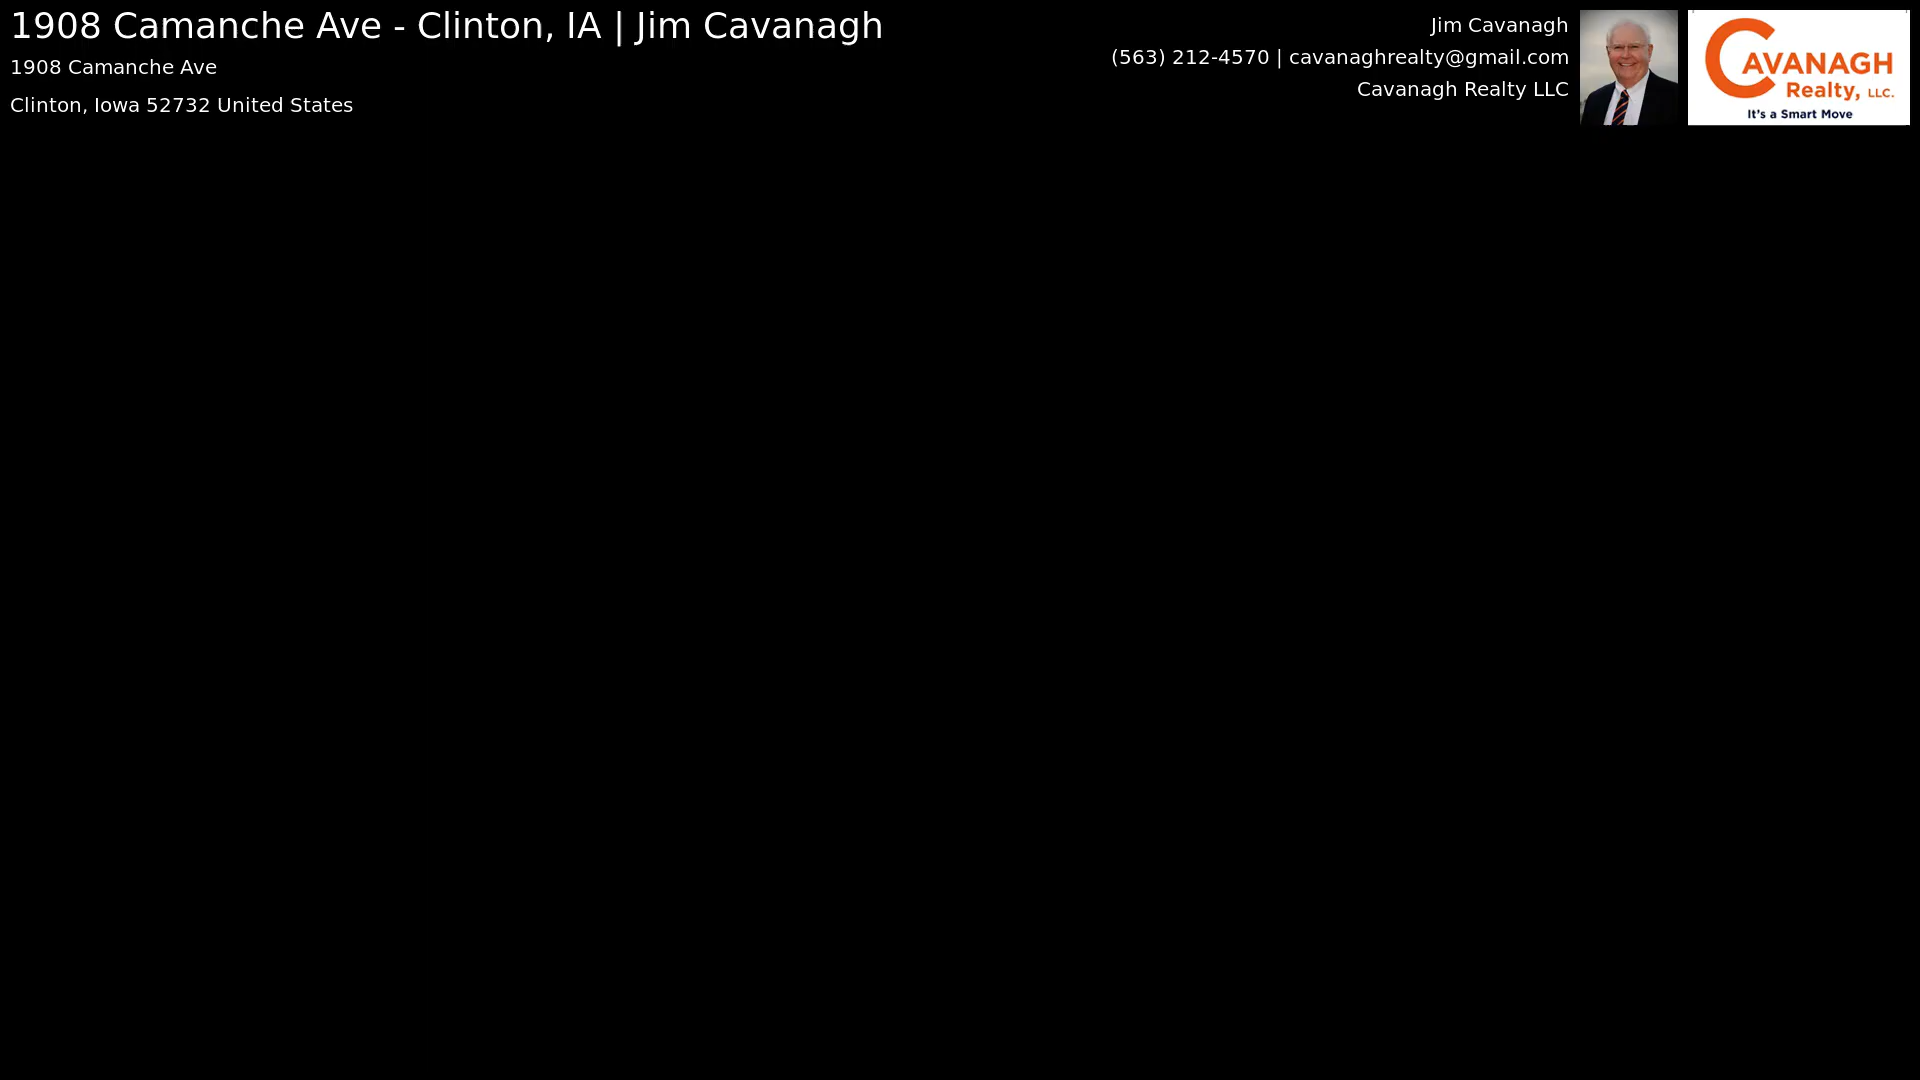 1908 Camanche Ave - Clinton, IA | Jim Cavanagh
1908 Camanche Ave
Clinton, Iowa 52732 United States
Jim Cavanagh
(563) 212-4570 | cavanaghrealty@gmail.com
Cavanagh Realty LLC
CAVANAGH
Realty, LLC.
It's a Smart Move